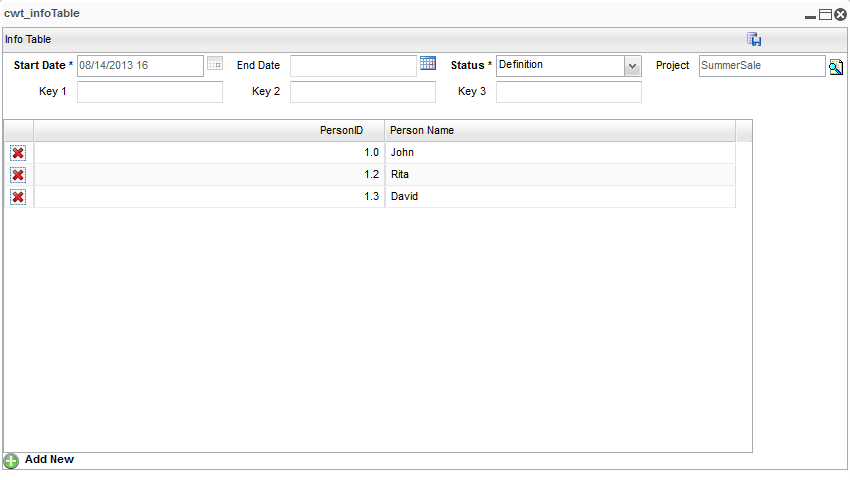 cwt_infoTable
Info Table
Start Date * 08/14/2013 16 End Date Status * Definition Project SummerSale
Key 1 Key 2 Key 3
PersonID Person Name
1.0 John
1.2 Rita
1.3 David
Add New